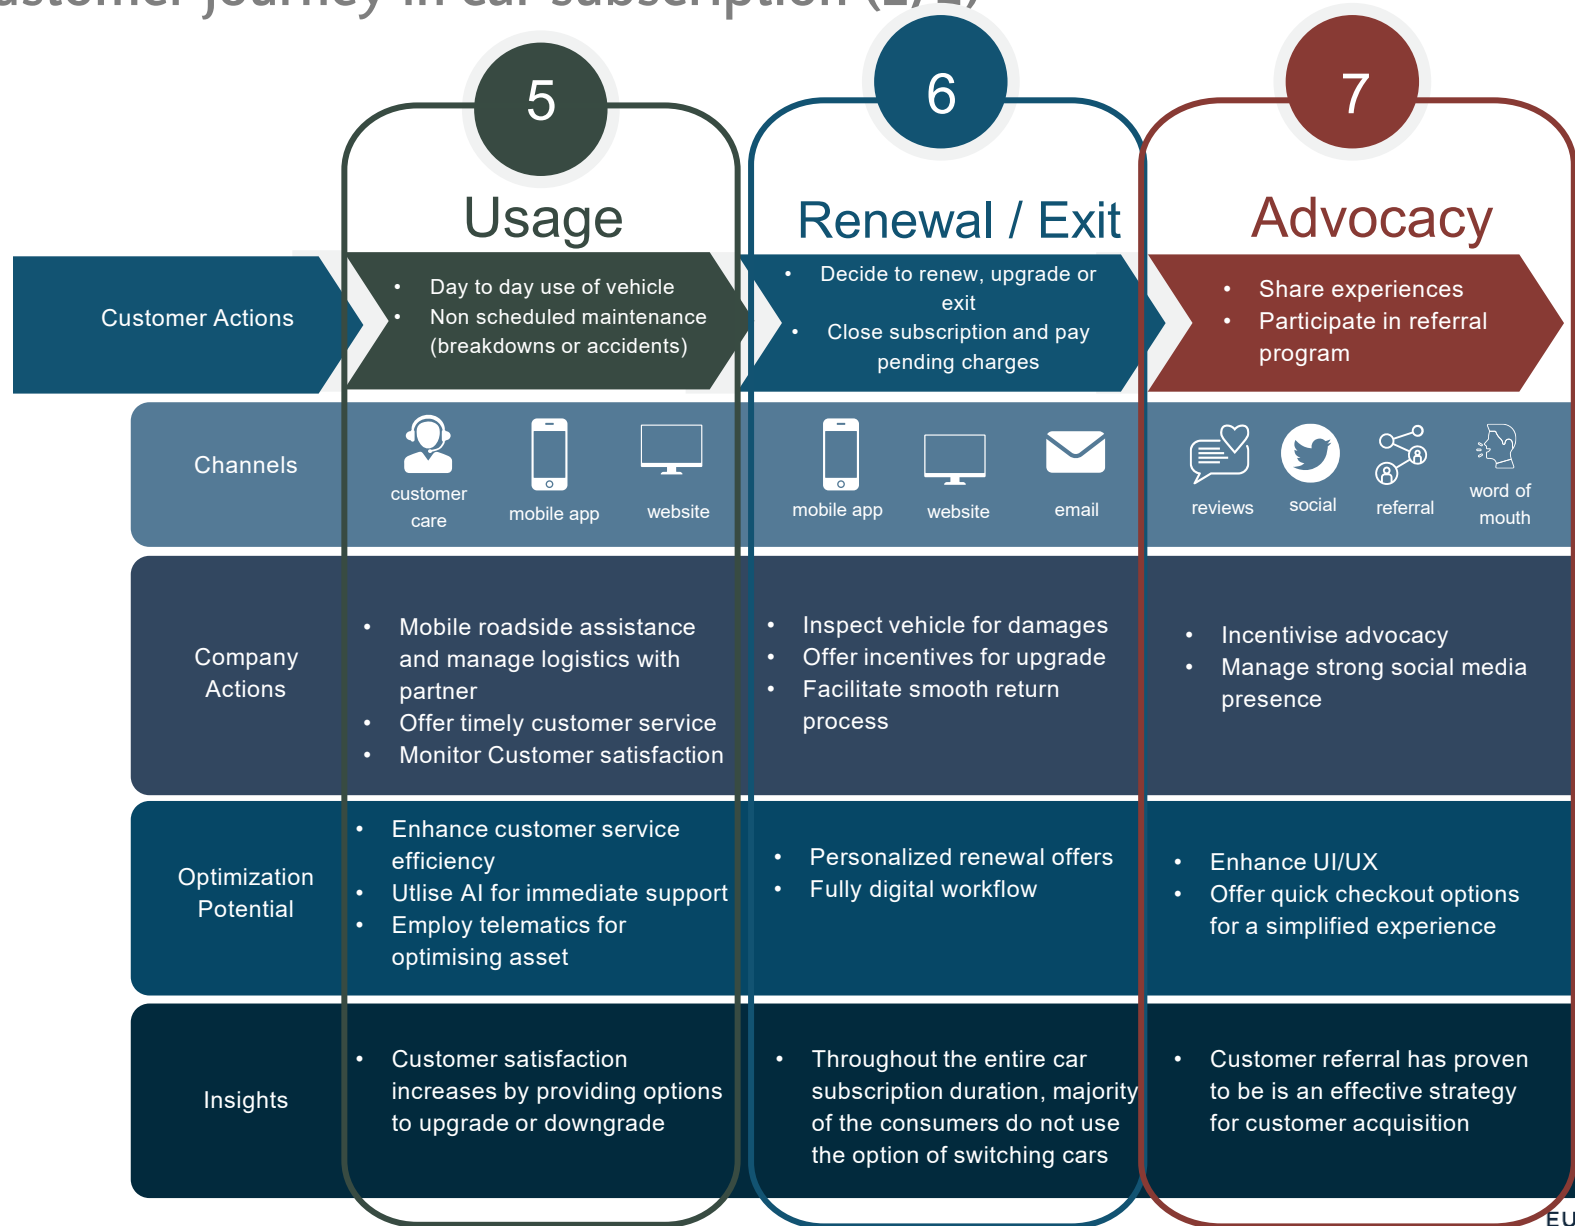 ustomer journey in car subscription (2/2)
5
6
7
Usage
Renewal / Exit
Advocacy
Customer Actions
• Day to day use of vehicle
• Non scheduled maintenance
(breakdowns or accidents)
• Decide to renew, upgrade or
exit
• Close subscription and pay
pending charges
• Share experiences
• Participate in referral
program
Channels
customer
care
mobile app
website
mobile app
website
email
reviews
social
referral
word of
mouth
Company
Actions
• Mobile roadside assistance
and manage logistics with
partner
• Offer timely customer service
• Monitor Customer satisfaction
• Inspect vehicle for damages
• Offer incentives for upgrade
• Facilitate smooth return
process
• Incentivise advocacy
• Manage strong social media
presence
Optimization
Potential
• Enhance customer service
efficiency
• Utlise AI for immediate support
• Employ telematics for
optimising asset
• Personalized renewal offers
• Fully digital workflow
• Enhance UI/UX
• Offer quick checkout options
for a simplified experience
Insights
• Customer satisfaction
increases by providing options
to upgrade or downgrade
• Throughout the entire car
subscription duration, majority
of the consumers do not use
the option of switching cars
• Customer referral has proven
to be is an effective strategy
for customer acquisition
EU